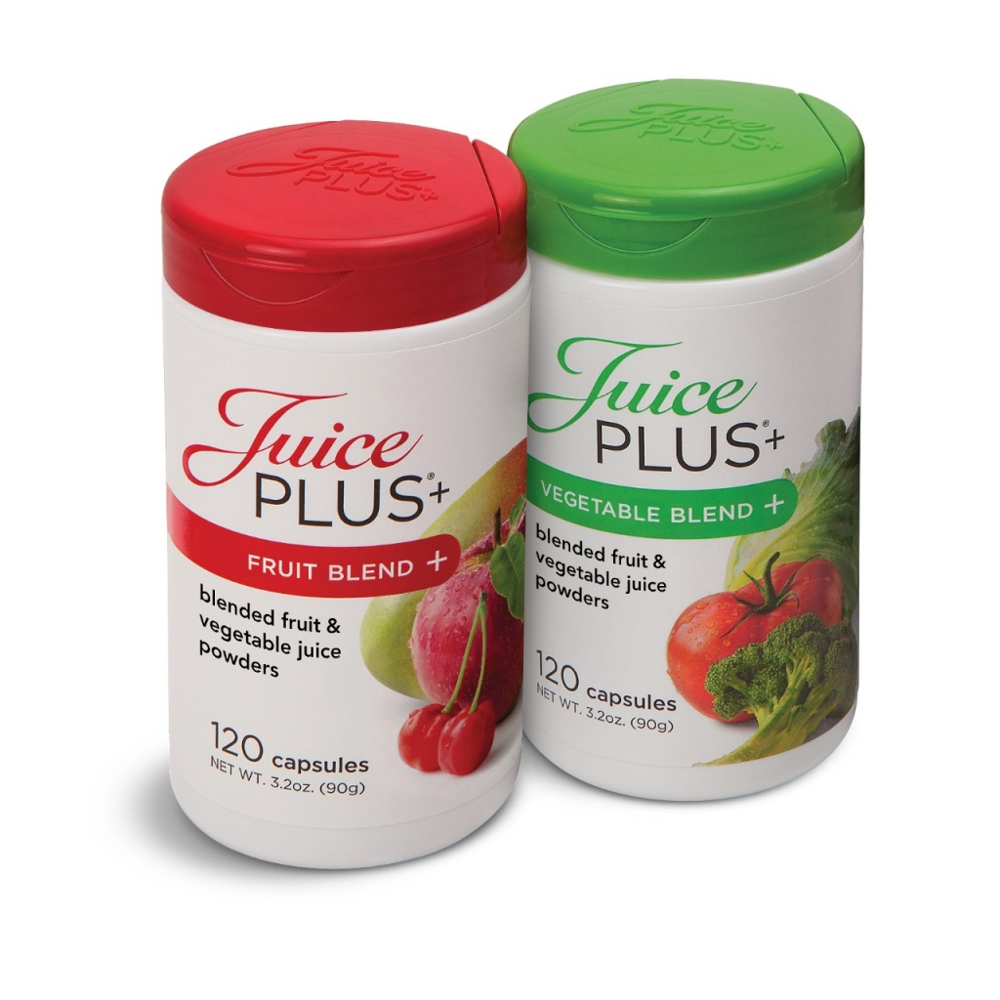 Juice
PLUS+
Juice
PLUS®+
FRUIT BLEND +
blended fruit &
vegetable juice
powders
120 capsules
NET WT. 3.2oz. (90g)
Juice
PLUS+
Juice
PLUS®+
VEGETABLE BLEND +
blended fruit &
vegetable juice
powders
120 capsules
NET WT. 3.2oz. (90g)